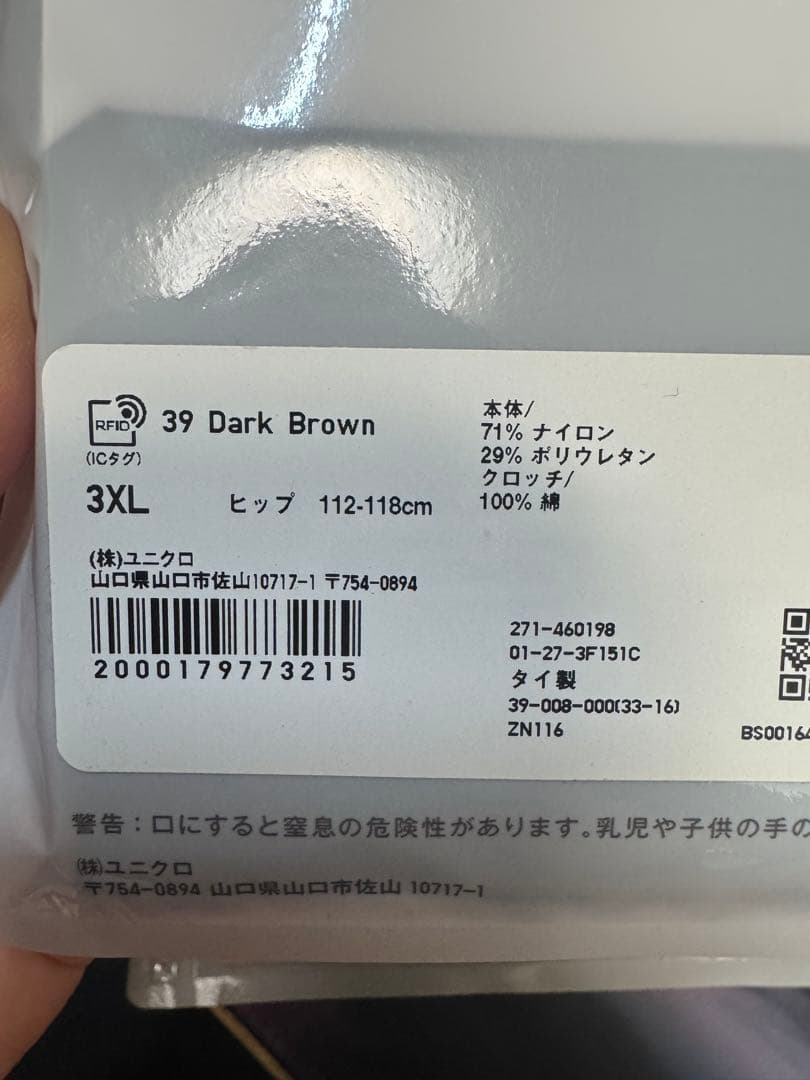 RFID
39 Dark Brown
(ICタグ)
3XL ヒップ 112-118cm
本体/
71% ナイロン
29% ポリウレタン
クロッチ/
100% 綿
(株)ユニクロ
山口県山口市佐山10717-1 〒754-0894
2000179773215
271-460198
01-27-3F151C
タイ製
39-008-000(33-16)
ZN116
BS00164
警告：口にすると窒息の危険性があります。乳児や子供の手の
(株)ユニクロ
〒754-0894 山口県山口市佐山 10717-1